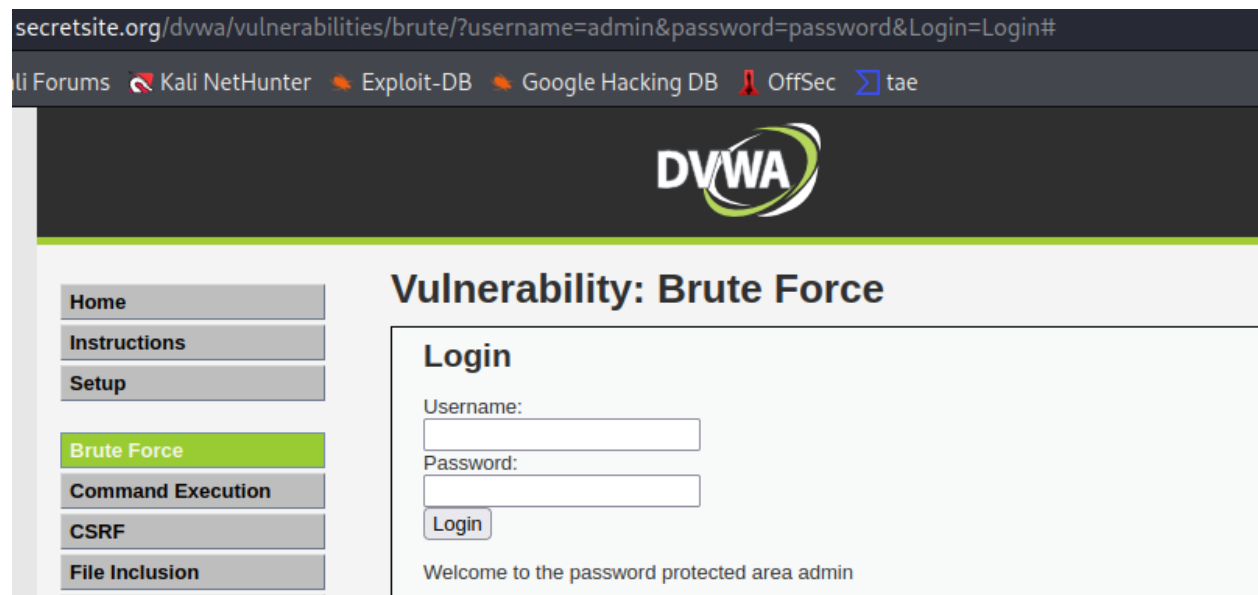 secretsite.org/dvwa/vulnerabilities/brute/?username=admin&password=password&Login=Login#
li Forums Kali NetHunter Exploit-DB Google Hacking DB OffSec tae
DVWA
Home
Instructions
Setup
Brute Force
Command Execution
CSRF
File Inclusion
Vulnerability: Brute Force
Login
Username:
Password:
Login
Welcome to the password protected area admin